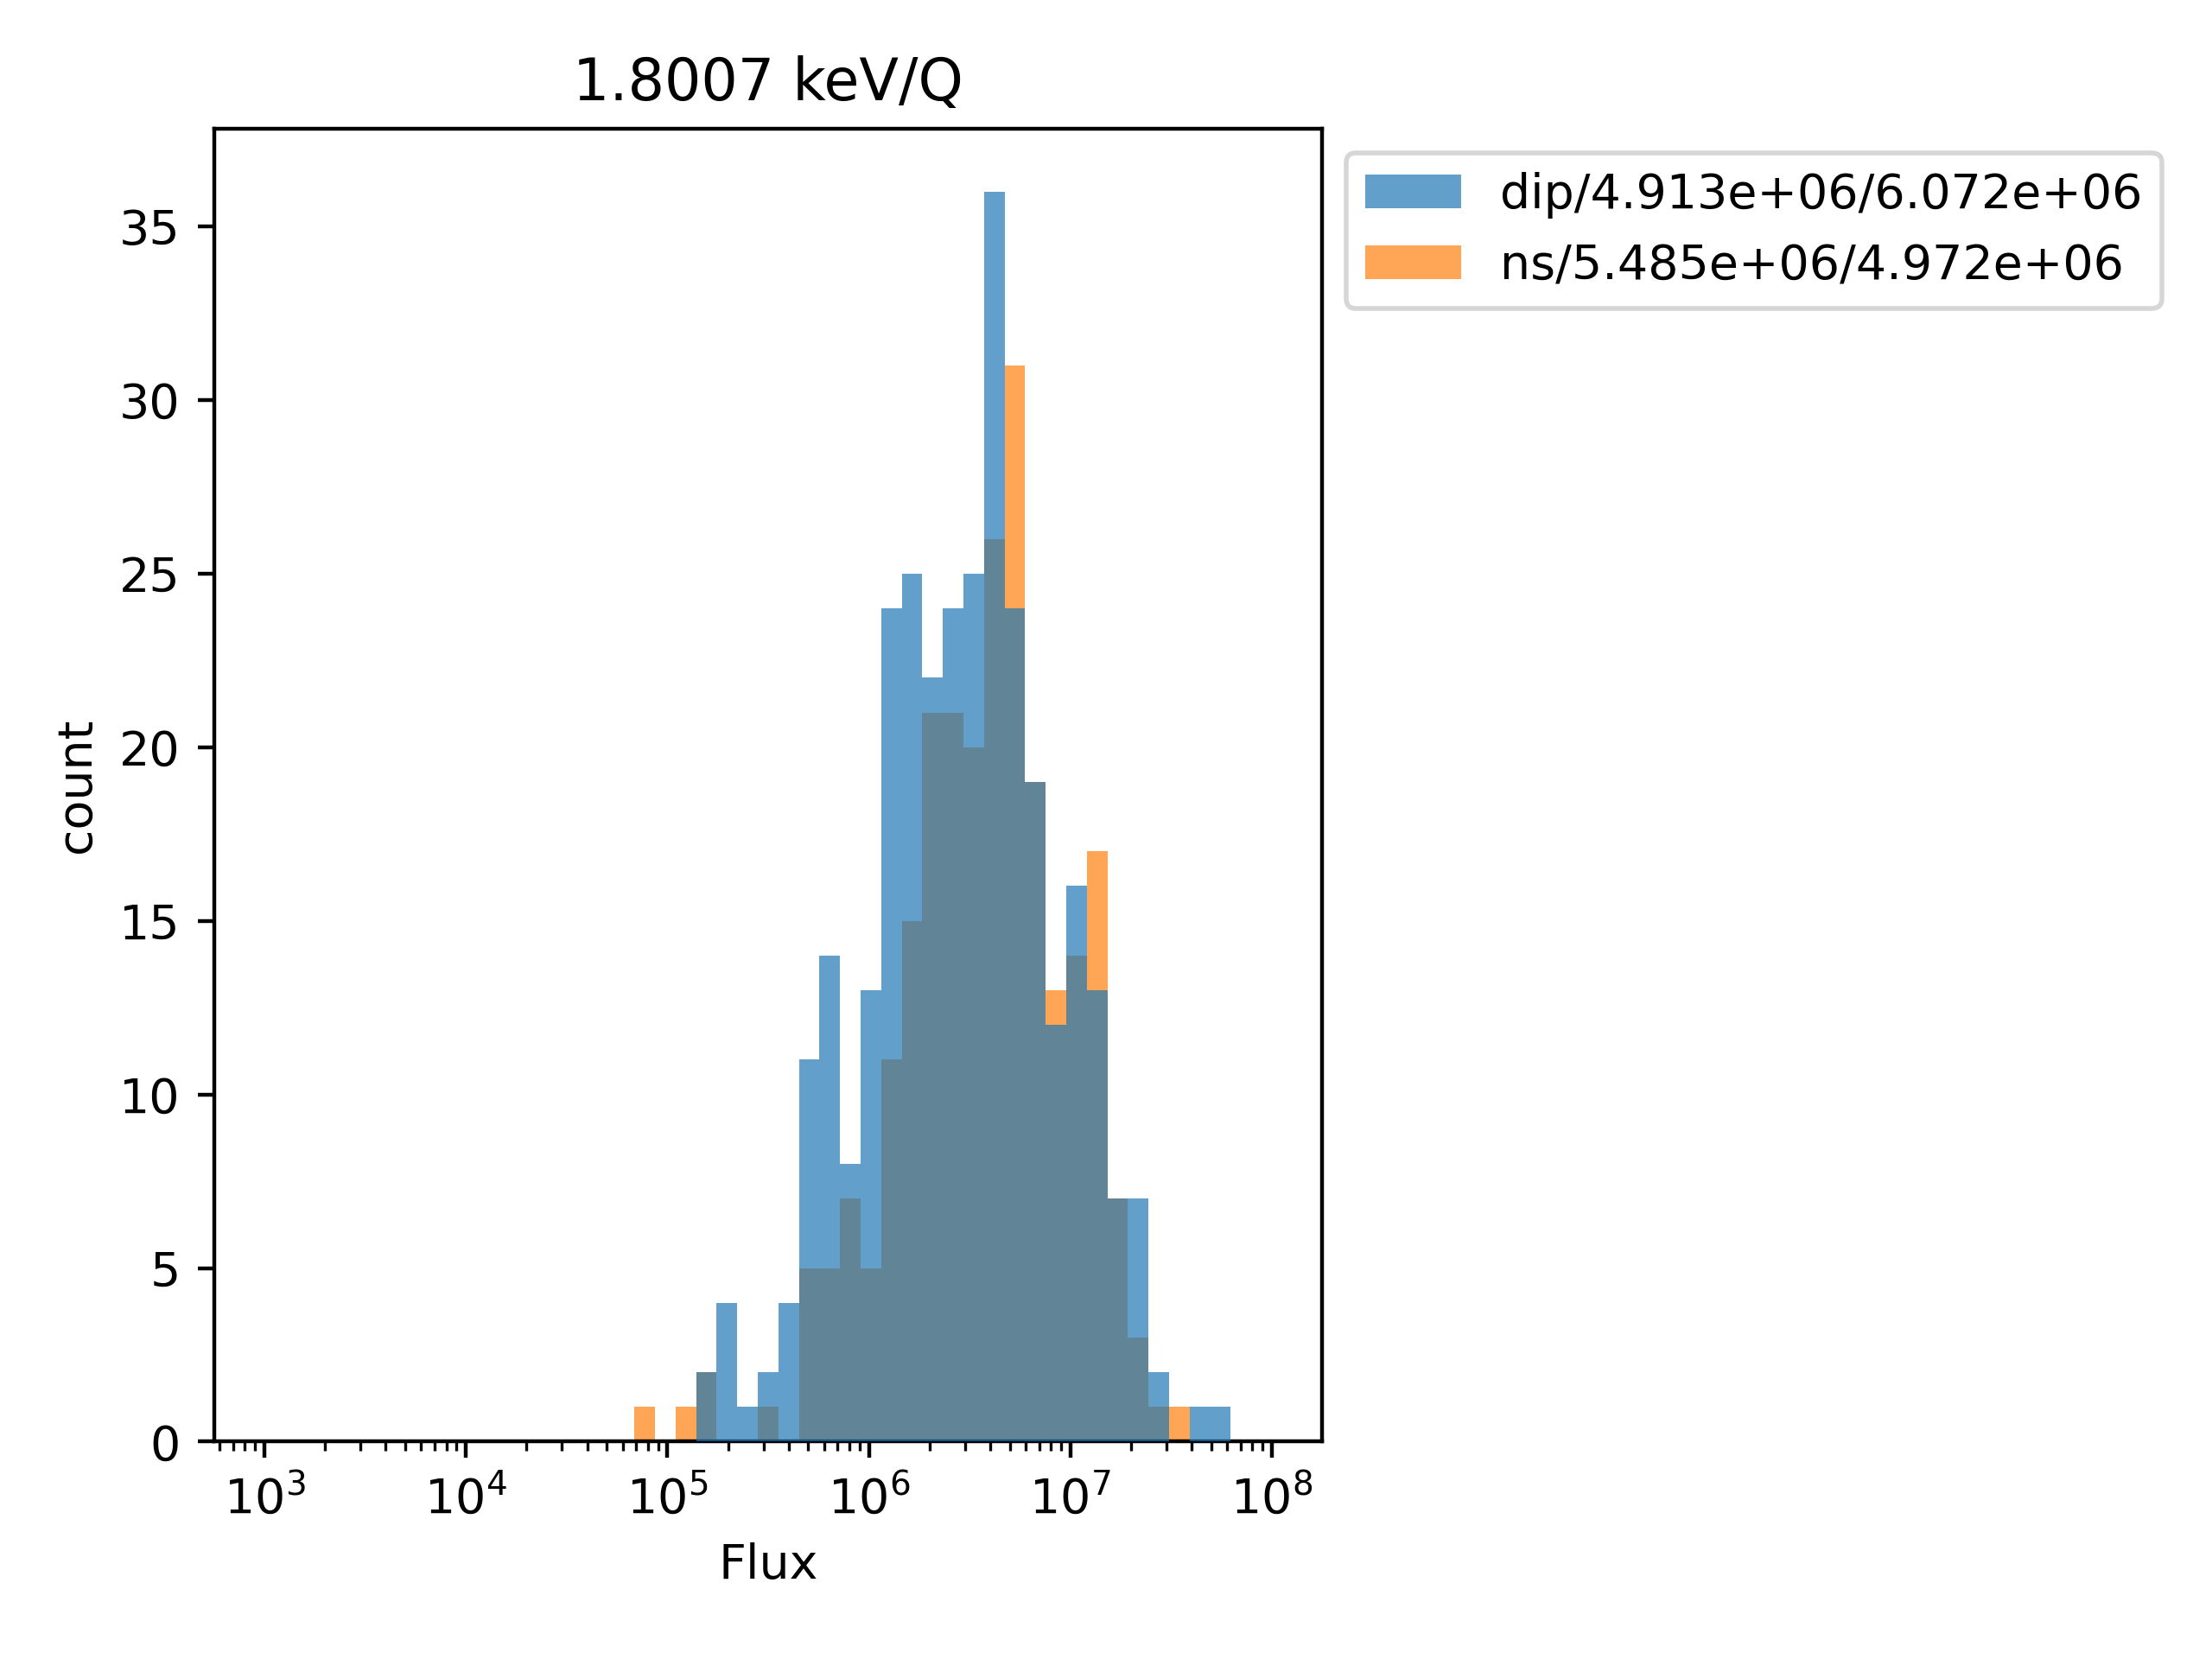 1.8007 keV/Q
dip/4.913e+06/6.072e+06
ns/5.485e+06/4.972e+06
35
30
25
20
15
10
5
0
count
10³ 10⁴ 10⁵ 10⁶ 10⁷ 10⁸
Flux